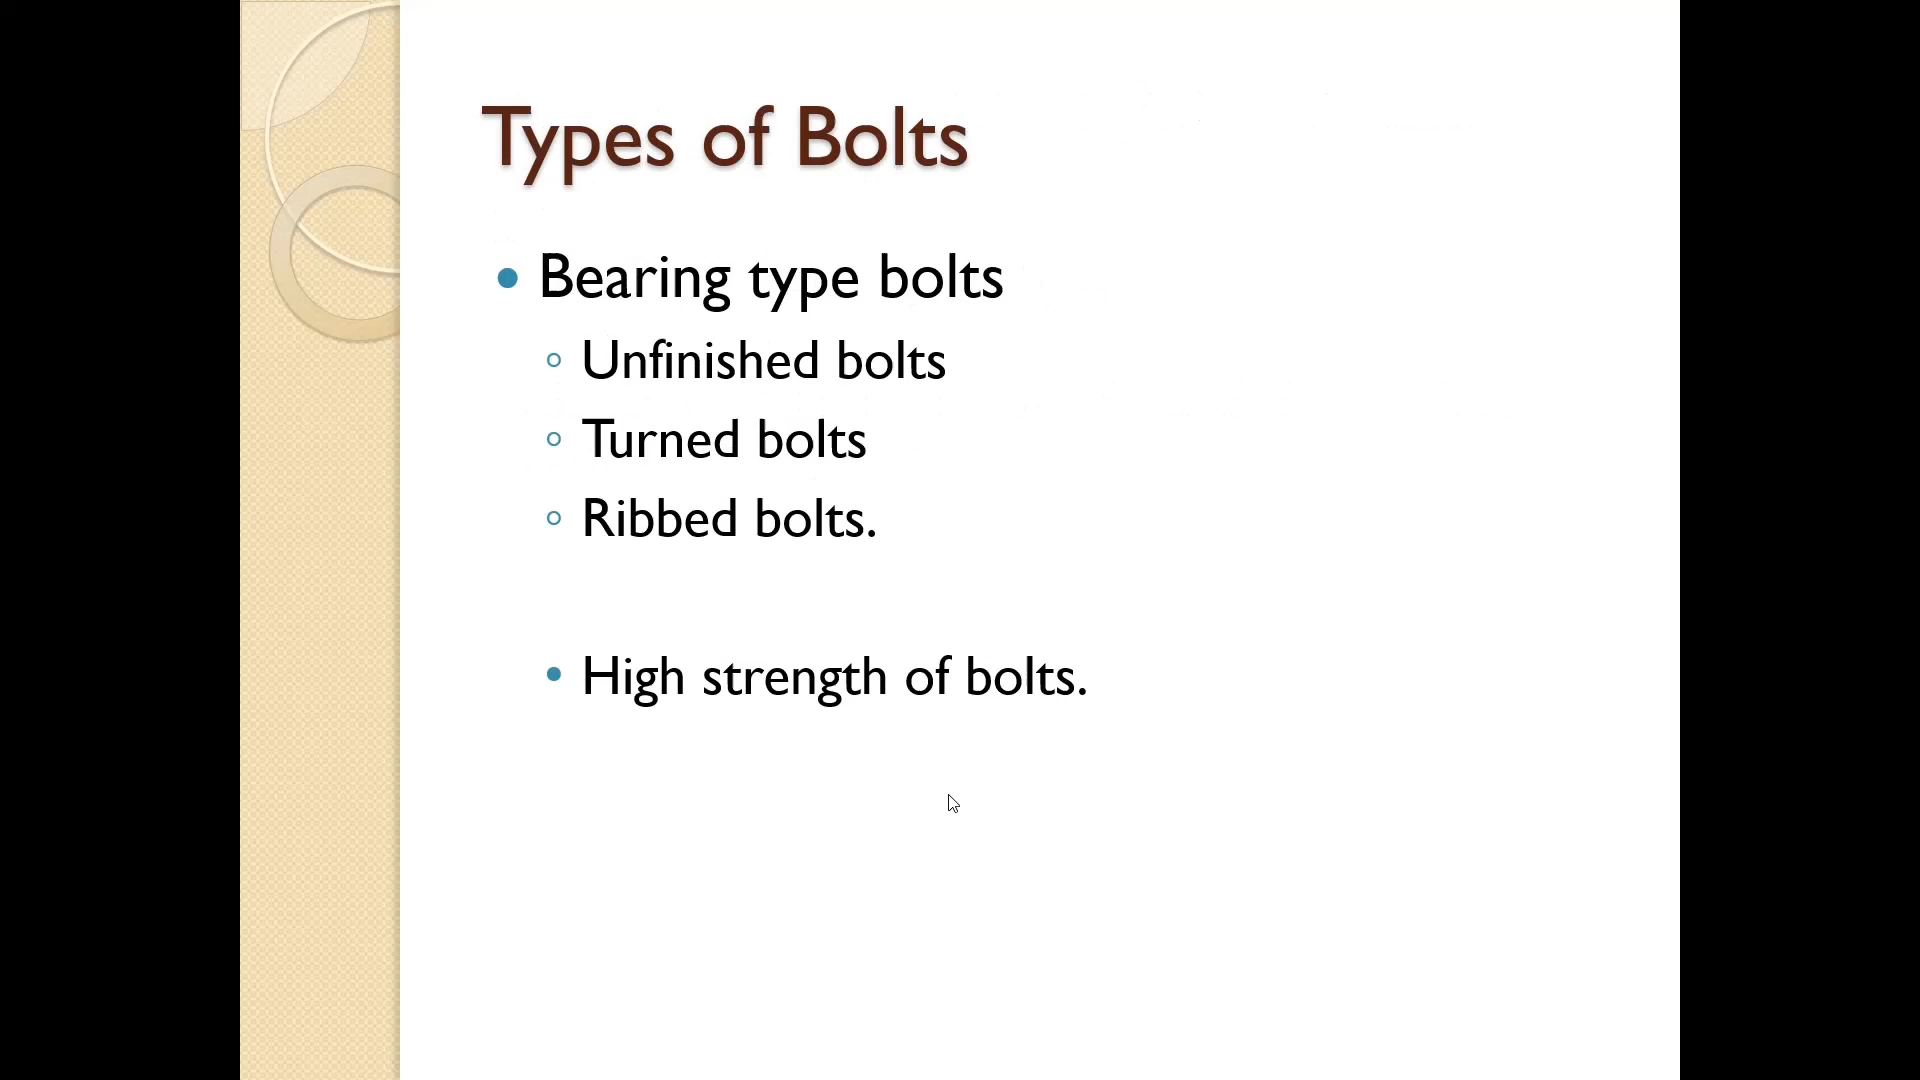 Types of Bolts
Bearing type bolts
Unfinished bolts
Turned bolts
Ribbed bolts.
High strength of bolts.